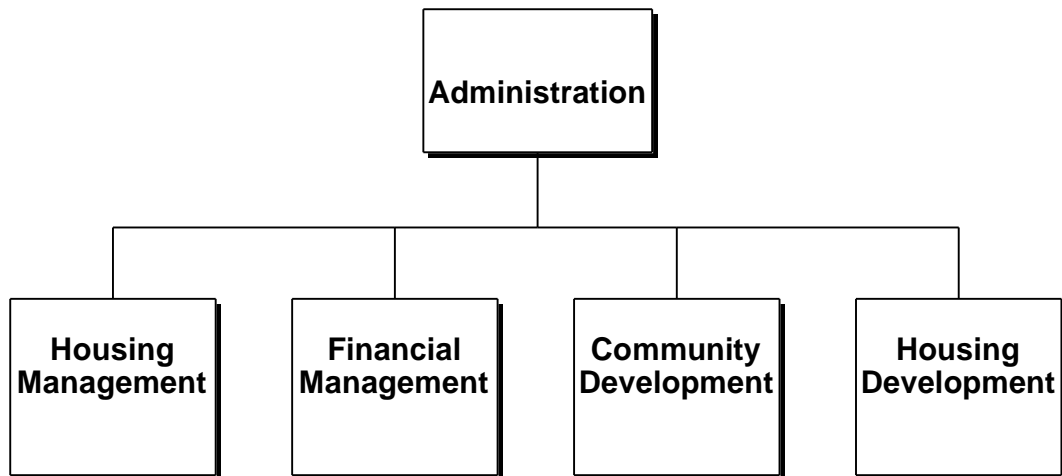 Administration
Housing
Management
Financial
Management
Community
Development
Housing
Development